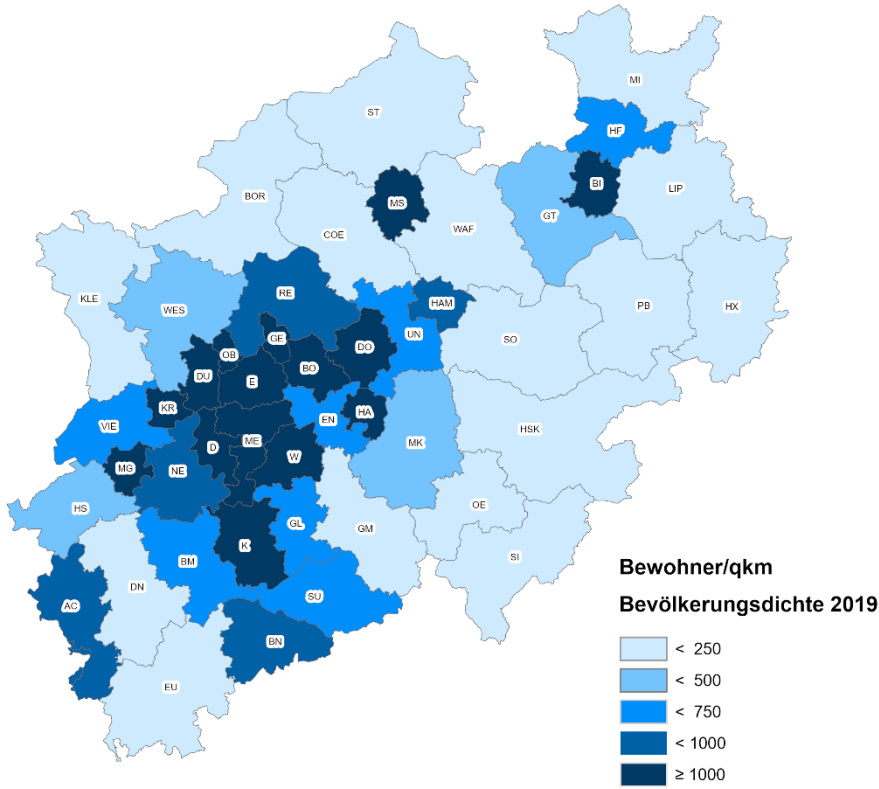 MI
ST
HF
BI
LIP
BOR
MS
GT
WAF
COE
KLE
WES
RE
HAM
PB
HX
UN
GE
DO
SO
OB
BO
DU
E
KR
HA
EN
VIE
ME
HSK
D
W
MK
MG
NE
HS
OE
GL
GM
K
SI
BM
DN
SU
AC
BN
EU
Bewohner/qkm
Bevölkerungsdichte 2019
< 250
< 500
< 750
< 1000
≥ 1000